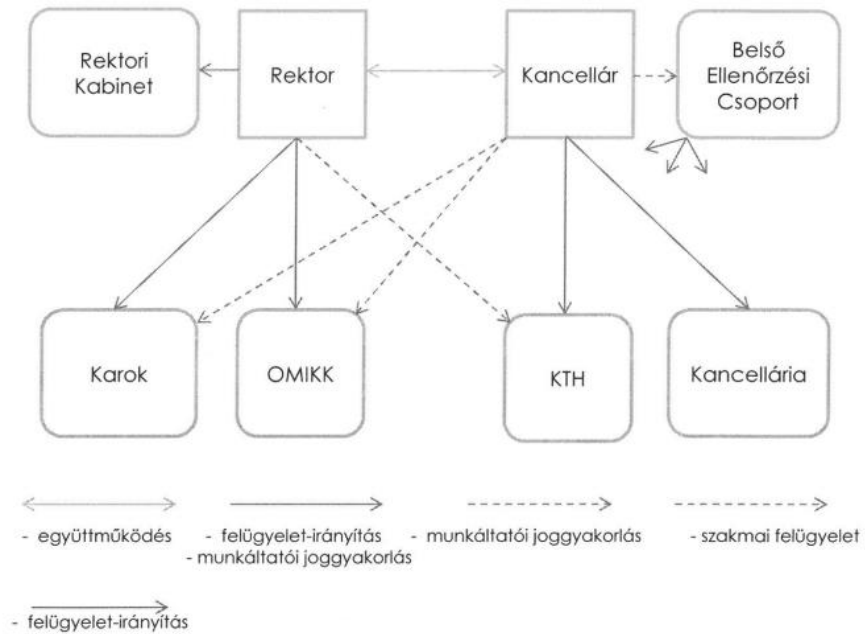 Rektori
Kabinet
Rektor
Kancellár
Belső
Ellenőrzési
Csoport
Karok
OMIKK
KTH
Kancellária
- együttműködés
- felügyelet-irányítás
- munkáltatói joggyakorlás
- munkáltatói joggyakorlás
- szakmai felügyelet
- felügyelet-irányítás